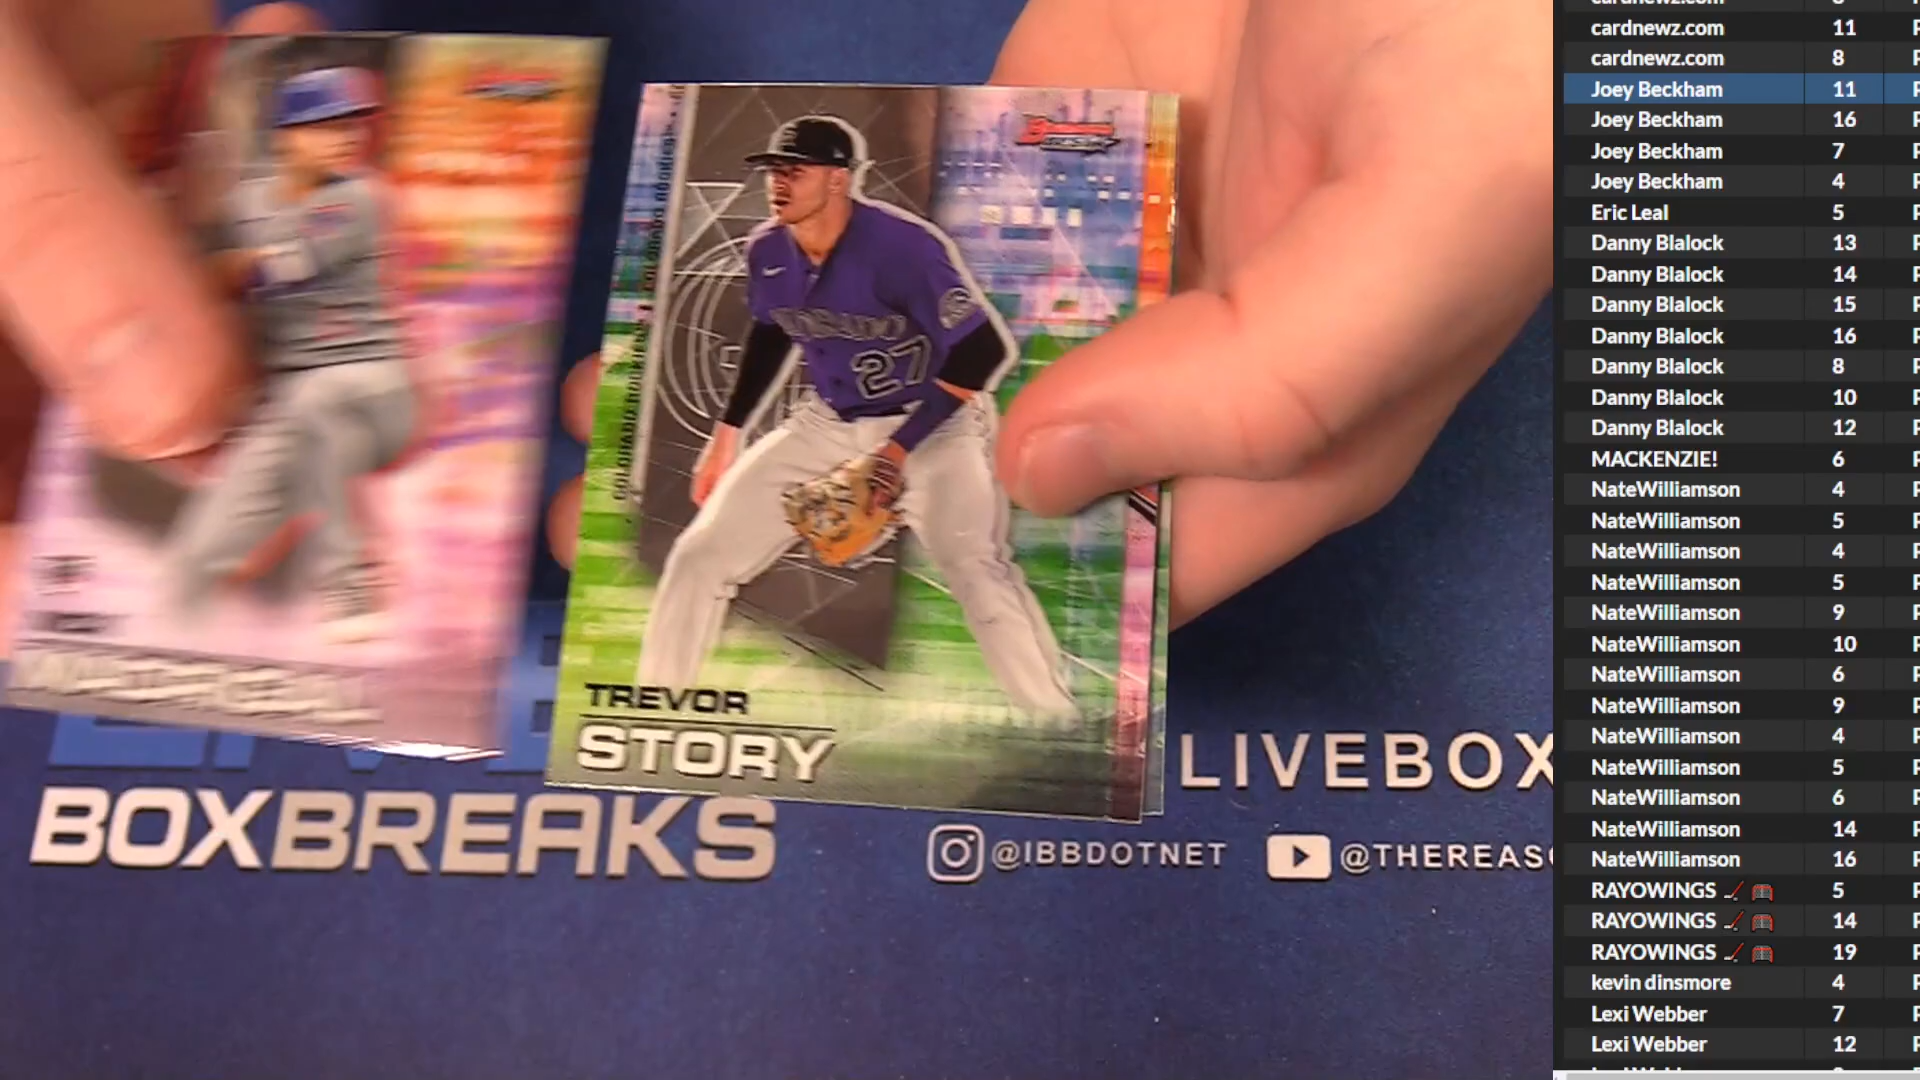 COLORADO ROCKIES
COLORADO
27
TREVOR
STORY
BOXBREAKS
LIVEBOX
@IBBDOTNET
@THEREAS
cardnewz.com 11
cardnewz.com 8
Joey Beckham 11
Joey Beckham 16
Joey Beckham 7
Joey Beckham 4
Eric Leal 5
Danny Blalock 13
Danny Blalock 14
Danny Blalock 15
Danny Blalock 16
Danny Blalock 8
Danny Blalock 10
Danny Blalock 12
MACKENZIE! 6
NateWilliamson 4
NateWilliamson 5
NateWilliamson 4
NateWilliamson 5
NateWilliamson 9
NateWilliamson 10
NateWilliamson 6
NateWilliamson 9
NateWilliamson 4
NateWilliamson 5
NateWilliamson 6
NateWilliamson 14
NateWilliamson 16
RAYOWINGS 5
RAYOWINGS 14
RAYOWINGS 19
kevin dinsmore 4
Lexi Webber 7
Lexi Webber 12